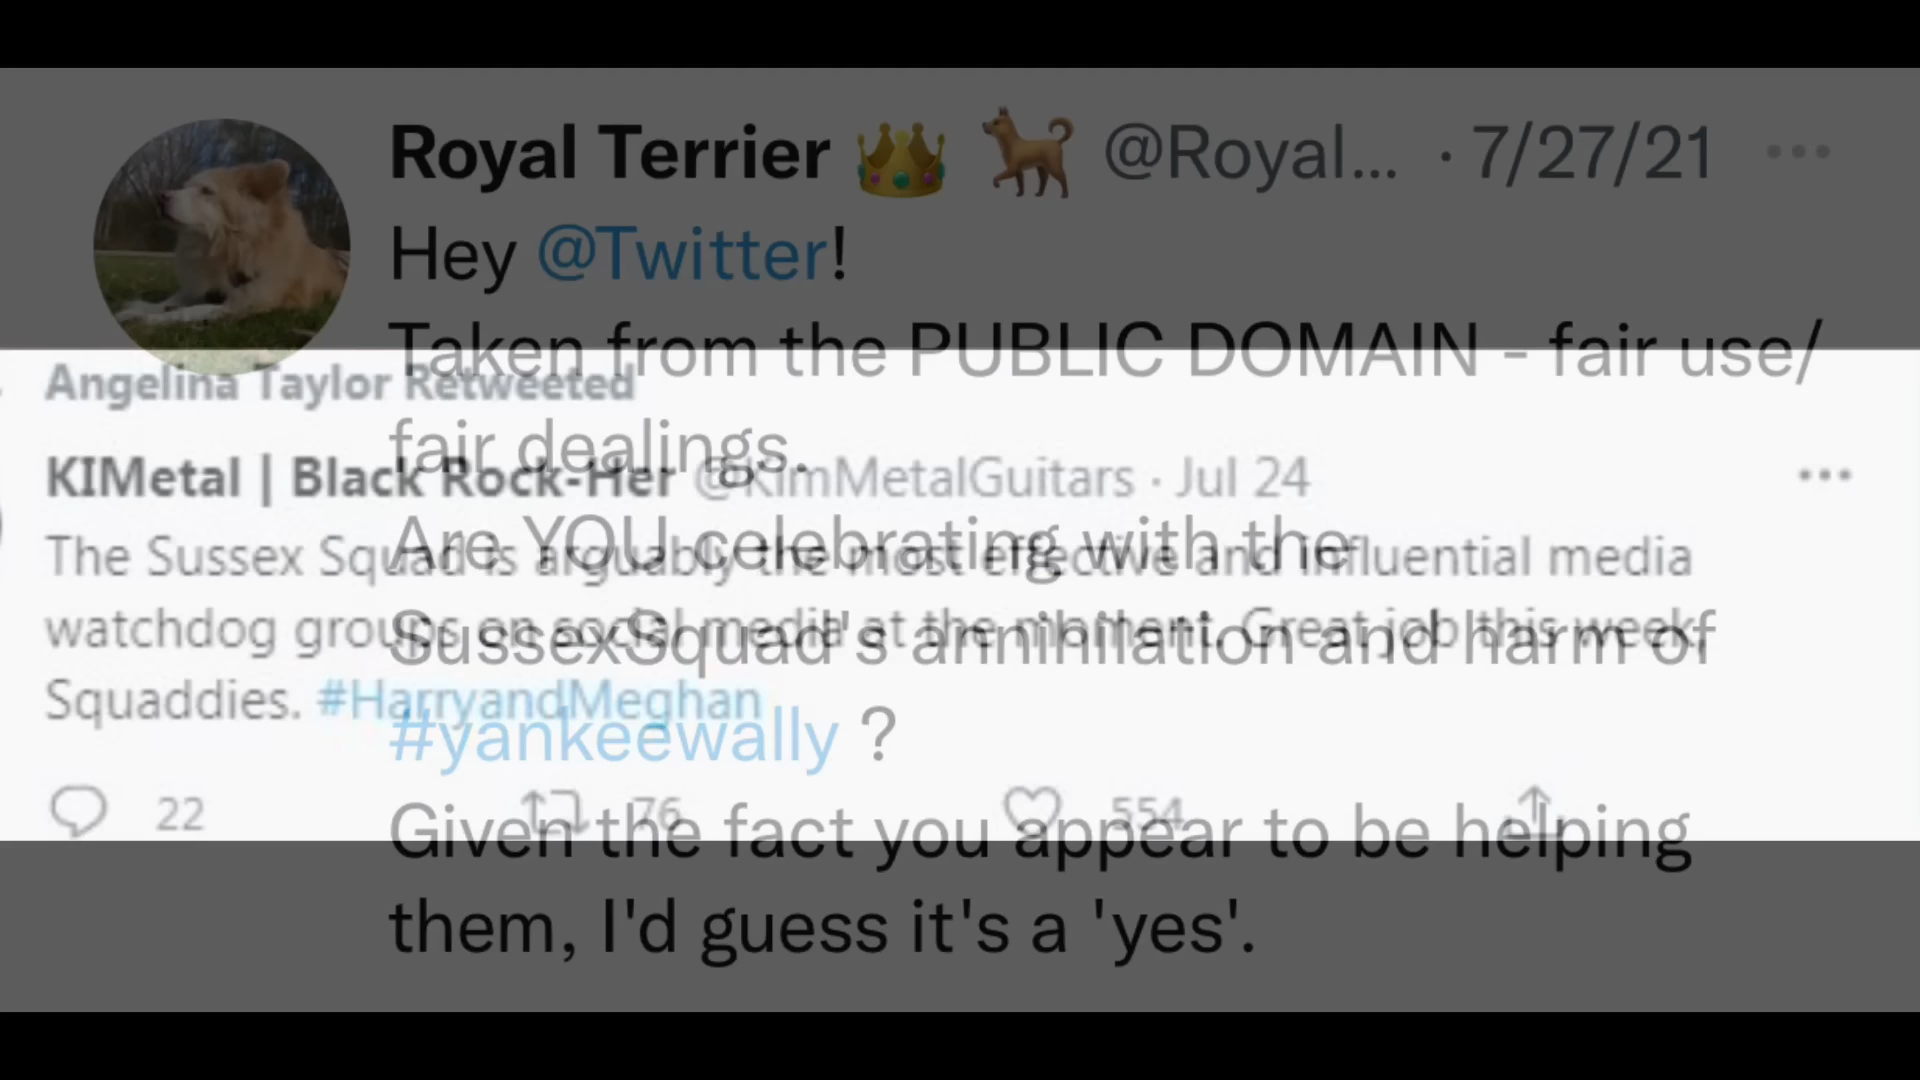 Royal Terrier 👑 🐕 @Royal... · 7/27/21
Hey @Twitter!
Taken from the PUBLIC DOMAIN - fair use/
fair dealings.
Are YOU celebrating with the
SussexSquad's annihilation and harm of
#yankeewally ?
Given the fact you appear to be helping
them, I'd guess it's a 'yes'.
Angelina Taylor Retweeted
KIMetal | Black Rock-Her @KimMetalGuitars · Jul 24
The Sussex Squad is arguably the most effective and influential media
watchdog groups on social media at the moment. Great job this week,
Squaddies. #HarryandMeghan
22 76 554